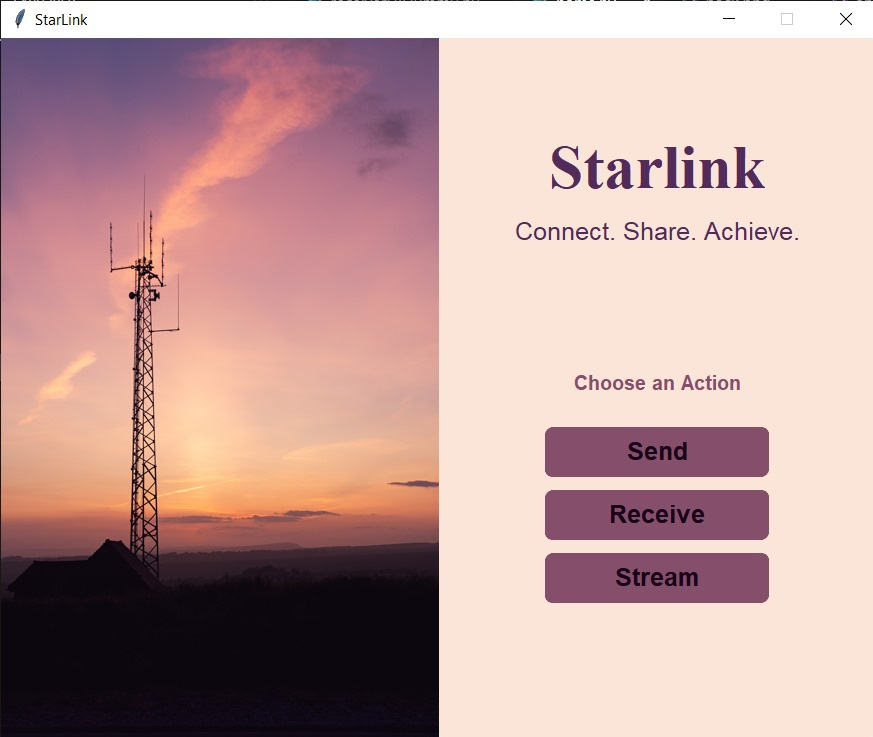 StarLink
Starlink
Connect. Share. Achieve.
Choose an Action
Send
Receive
Stream